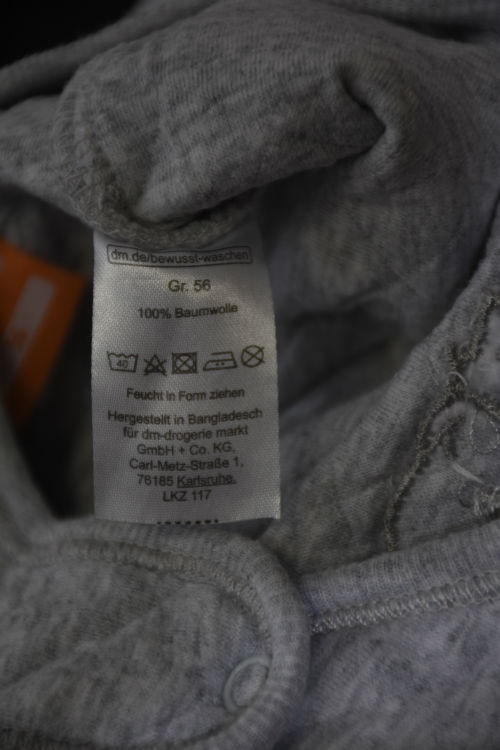 dm.de/bewusst-waschen
Gr. 56
100% Baumwolle
40
Feucht in Form ziehen
Hergestellt in Bangladesch
für dm-drogerie markt
GmbH + Co. KG,
Carl-Metz-Straße 1,
76185 Karlsruhe.
LKZ 117